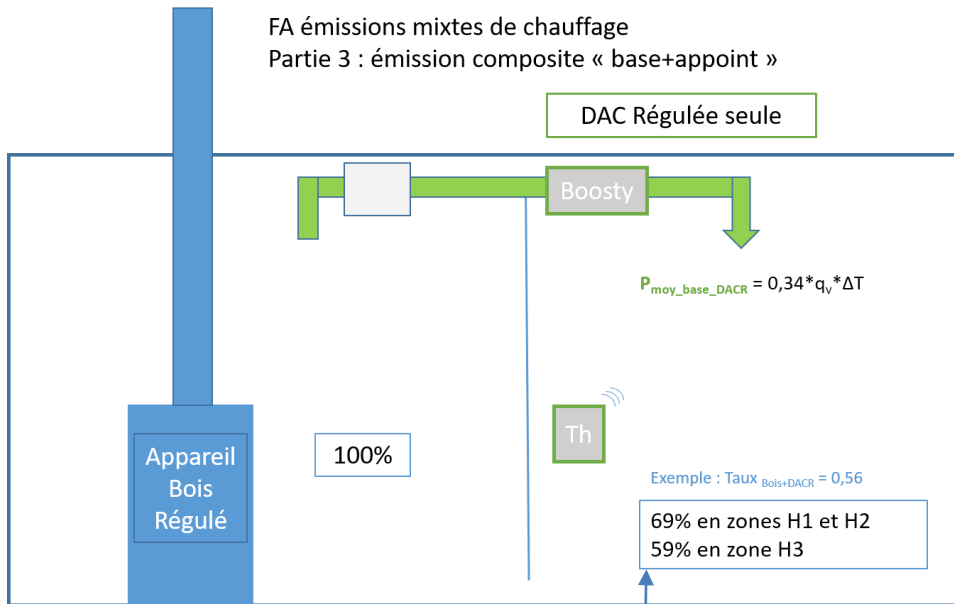 FA émissions mixtes de chauffage
Partie 3 : émission composite « base+appoint »
DAC Régulée seule
Boosty
P moy_base_DACR = 0,34*qv*ΔT
Th
Appareil
Bois
Régulé
100%
Exemple : Taux Bois+DACR = 0,56
69% en zones H1 et H2
59% en zone H3